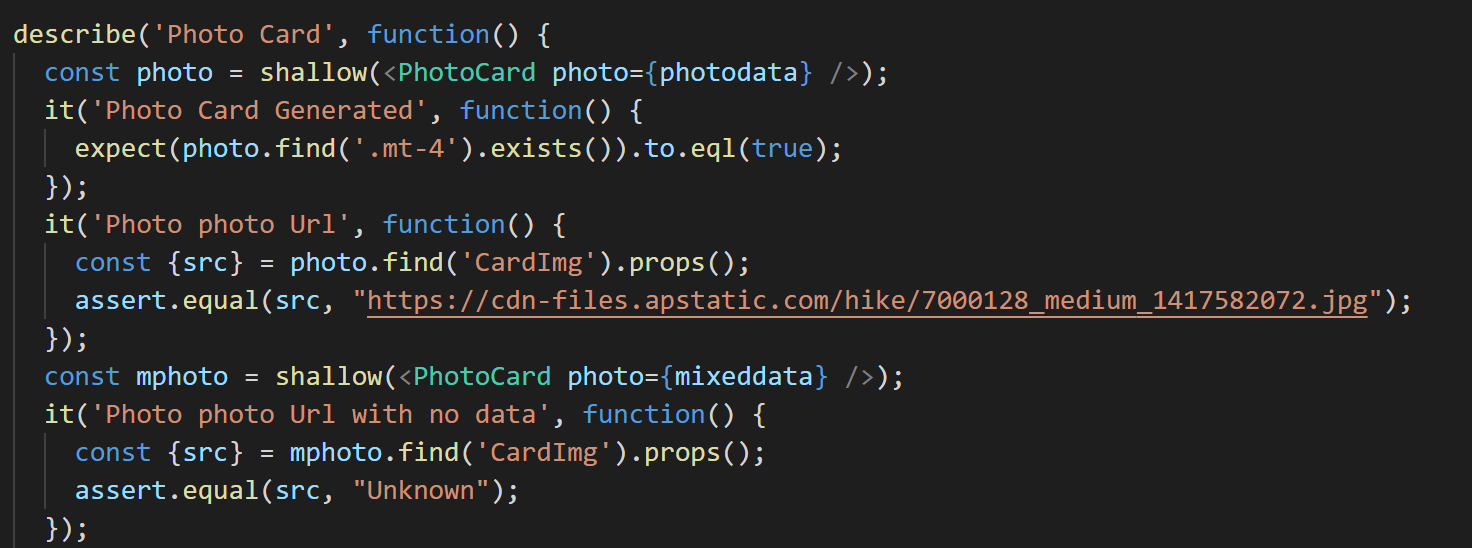 describe('Photo Card', function() {
  const photo = shallow(<PhotoCard photo={photodata} />);
  it('Photo Card Generated', function() {
    expect(photo.find('.mt-4').exists()).to.eql(true);
  });
  it('Photo photo Url', function() {
    const {src} = photo.find('CardImg').props();
    assert.equal(src, "https://cdn-files.apstatic.com/hike/7000128_medium_1417582072.jpg");
  });
  const mphoto = shallow(<PhotoCard photo={mixeddata} />);
  it('Photo photo Url with no data', function() {
    const {src} = mphoto.find('CardImg').props();
    assert.equal(src, "Unknown");
  });